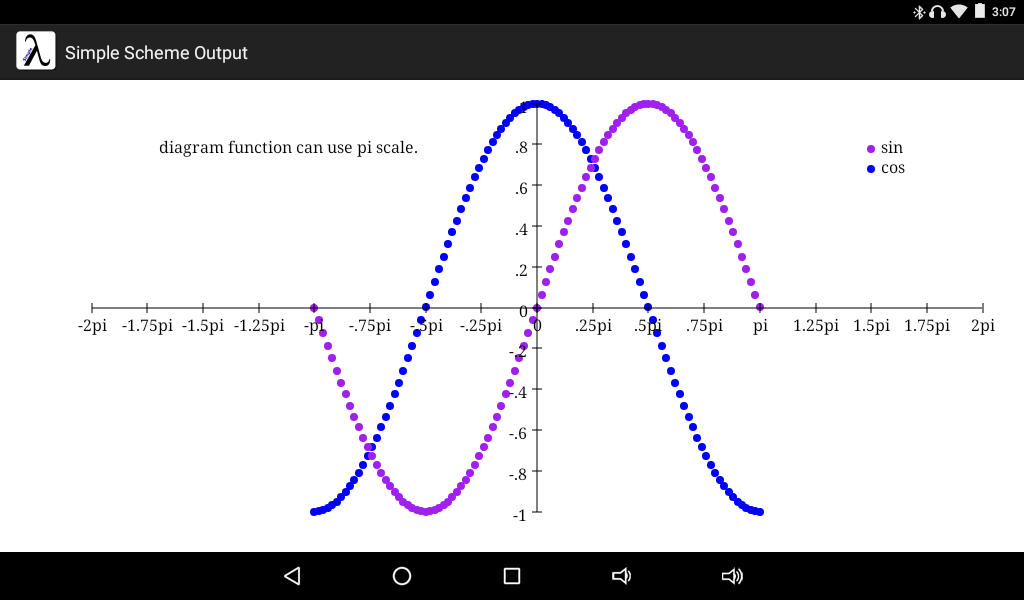 3:07
λ Simple Scheme Output
diagram function can use pi scale.
sin
cos
1
.8
.6
.4
.2
0
-2pi -1.75pi -1.5pi -1.25pi -pi -.75pi -.5pi -.25pi 0 .25pi .5pi .75pi pi 1.25pi 1.5pi 1.75pi 2pi
-.2
-.4
-.6
-.8
-1